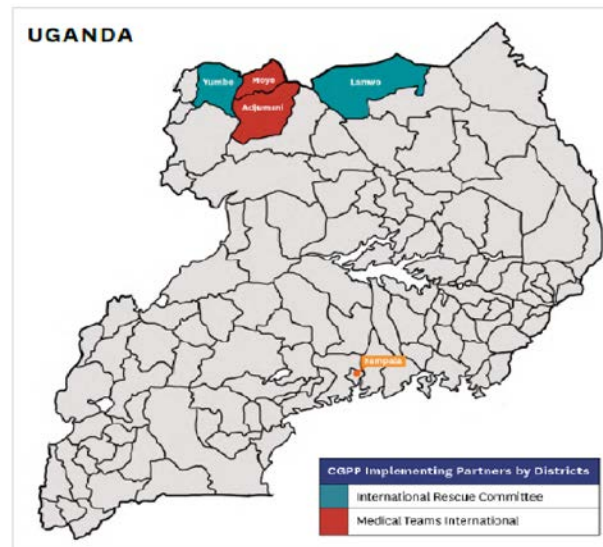 UGANDA
Yumbe
Moyo
Lamwo
Adjumani
Kampala
CGPP Implementing Partners by Districts
International Rescue Committee
Medical Teams International